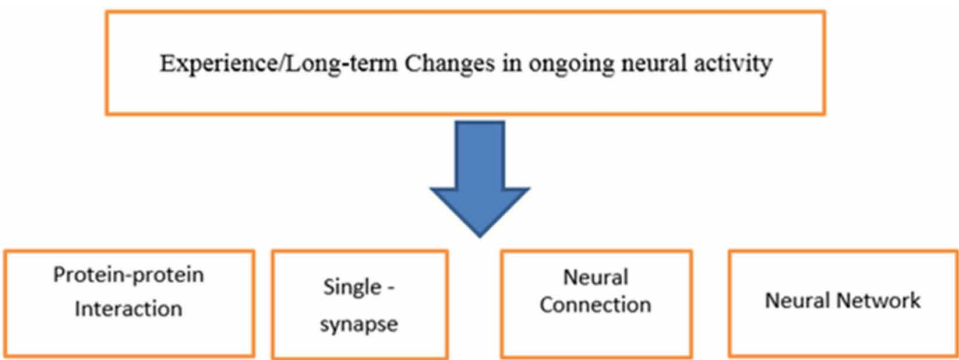 Experience/Long-term Changes in ongoing neural activity
Protein-protein
Interaction
Single -
synapse
Neural
Connection
Neural Network